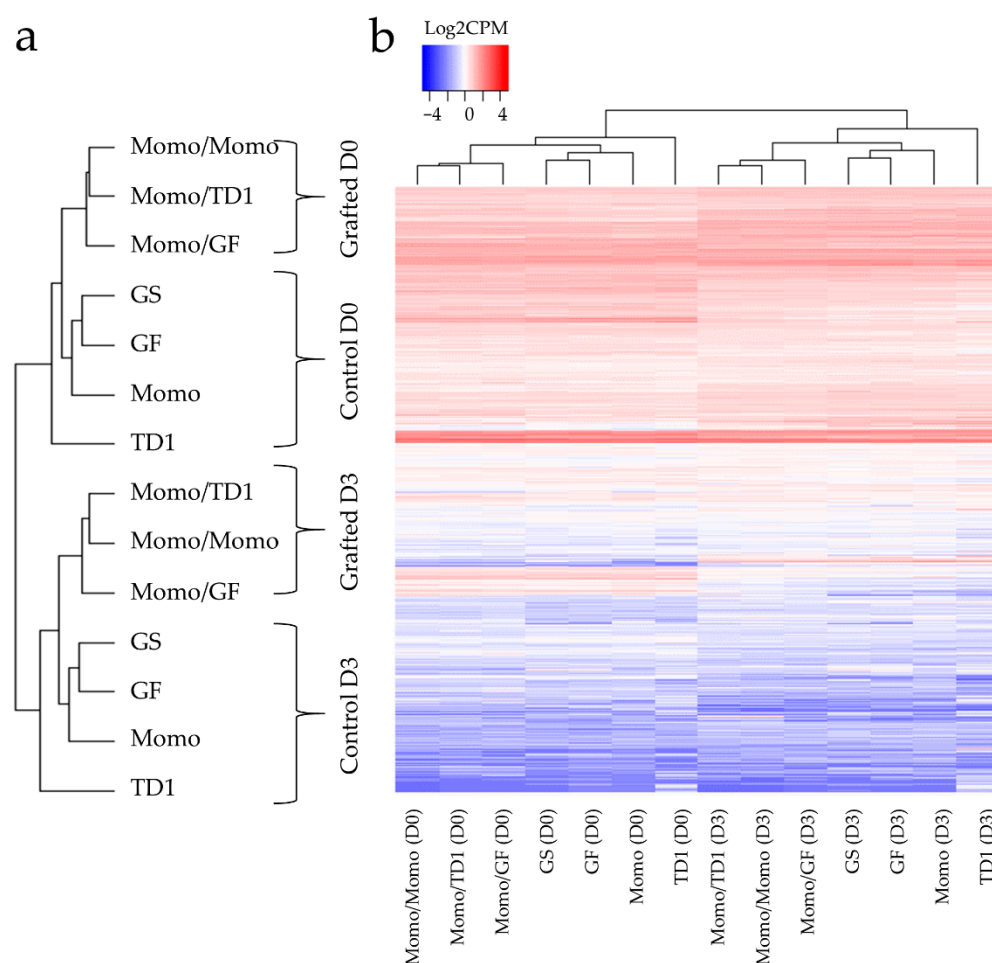 a
Momo/Momo
Momo/TD1
Momo/GF
GS
GF
Momo
TD1
Momo/TD1
Momo/Momo
Momo/GF
GS
GF
Momo
TD1
Grafted D0
Control D0
Grafted D3
Control D3
b
Log2CPM
−4 0 4
Momo/Momo (D0)
Momo/TD1 (D0)
Momo/GF (D0)
GS (D0)
GF (D0)
Momo (D0)
TD1 (D0)
Momo/TD1 (D3)
Momo/Momo (D3)
Momo/GF (D3)
GS (D3)
GF (D3)
Momo (D3)
TD1 (D3)